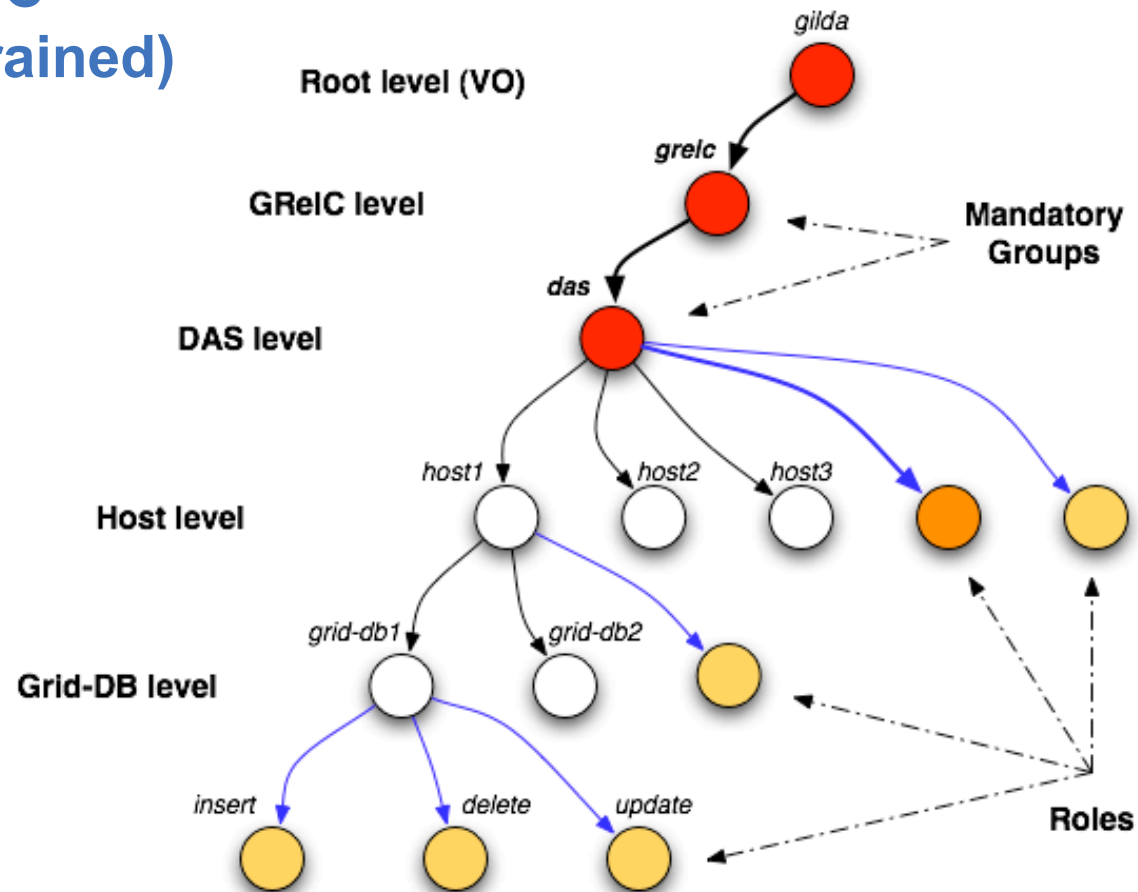 rained)
gilda
Root level (VO)
grelc
GRelC level
Mandatory
Groups
das
DAS level
host1
host2
host3
Host level
grid-db1
grid-db2
Grid-DB level
insert
delete
update
Roles